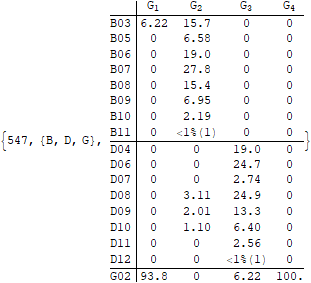 G1 G2 G3 G4
B03 6.22 15.7 0 0
B05 0 6.58 0 0
B06 0 19.0 0 0
B07 0 27.8 0 0
B08 0 15.4 0 0
B09 0 6.95 0 0
B10 0 2.19 0 0
B11 0 <1%(1) 0 0
{547, {B, D, G}, D04 0 0 19.0 0 }
D06 0 0 24.7 0
D07 0 0 2.74 0
D08 0 3.11 24.9 0
D09 0 2.01 13.3 0
D10 0 1.10 6.40 0
D11 0 0 2.56 0
D12 0 0 <1%(1) 0
G02 93.8 0 6.22 100.